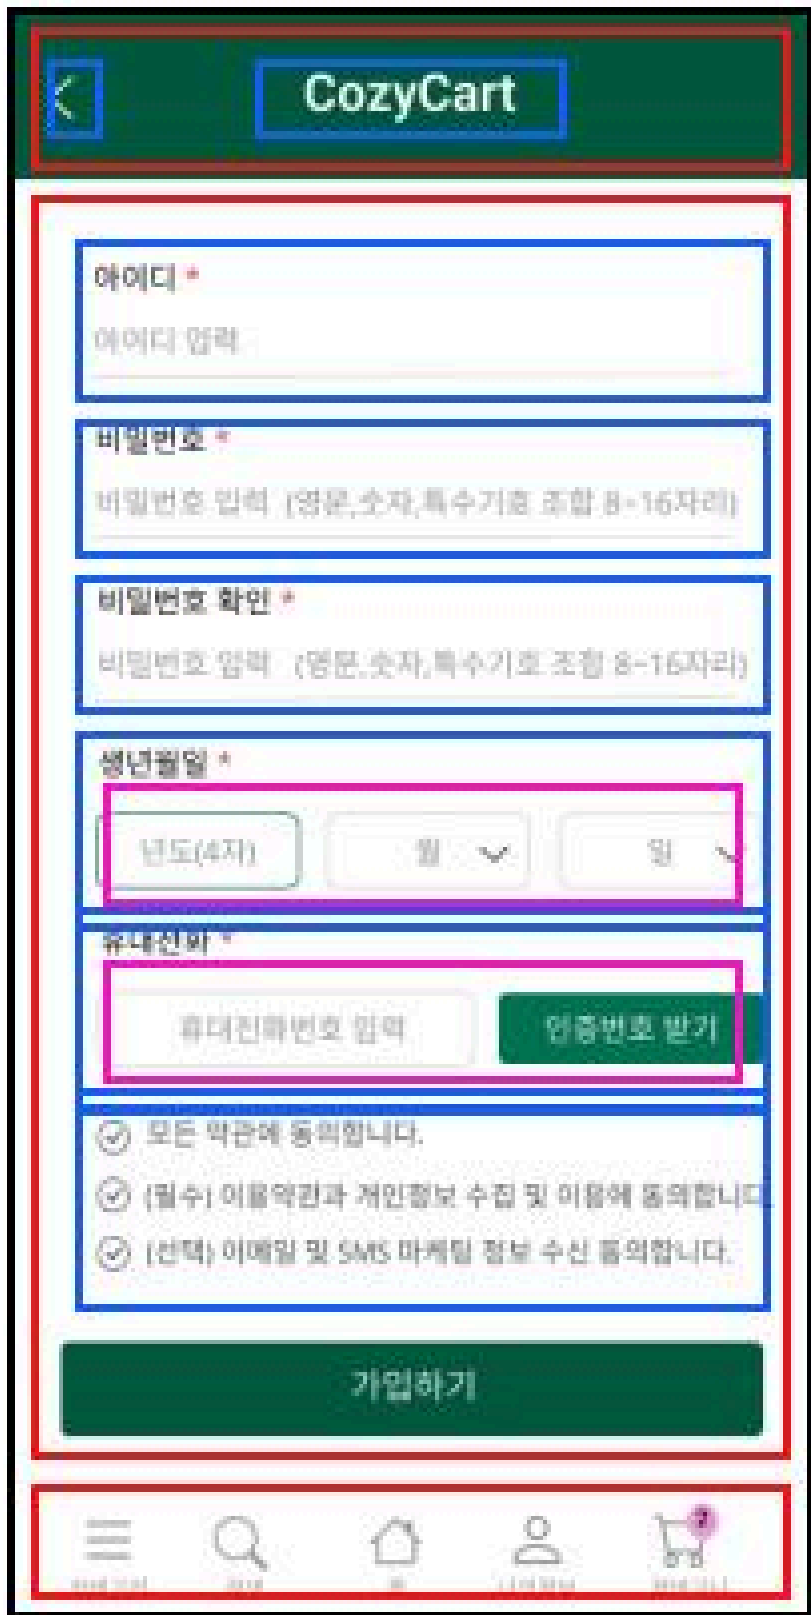 CozyCart
아이디 *
아이디 입력
비밀번호 *
비밀번호 입력 (영문,숫자,특수기호 조합 8~16자리)
비밀번호 확인 *
비밀번호 입력 (영문,숫자,특수기호 조합 8~16자리)
생년월일 *
년도(4자) 월 일
휴대전화 *
휴대전화번호 입력 인증번호 받기
모든 약관에 동의합니다.
(필수) 이용약관과 개인정보 수집 및 이용에 동의합니다
(선택) 이메일 및 SMS 마케팅 정보 수신 동의합니다.
가입하기